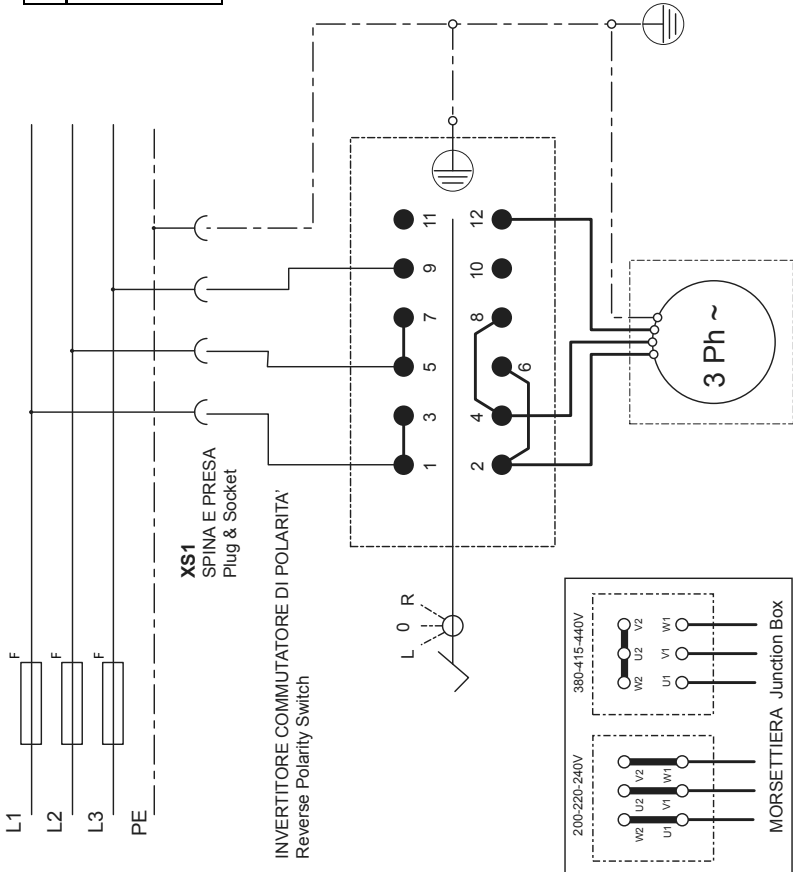 L1
L2
L3
PE
F
F
F
XS1
SPINA E PRESA
Plug & Socket
INVERTITORE COMMUTATORE DI POLARITA'
Reverse Polarity Switch
L 0 R
1 3 5 7 9 11
2 4 6 8 10 12
3 Ph ~
200-220-240V
W2 U2 V2
U1 V1 W1
380-415-440V
W2 U2 V2
U1 V1 W1
MORSETTIERA Junction Box